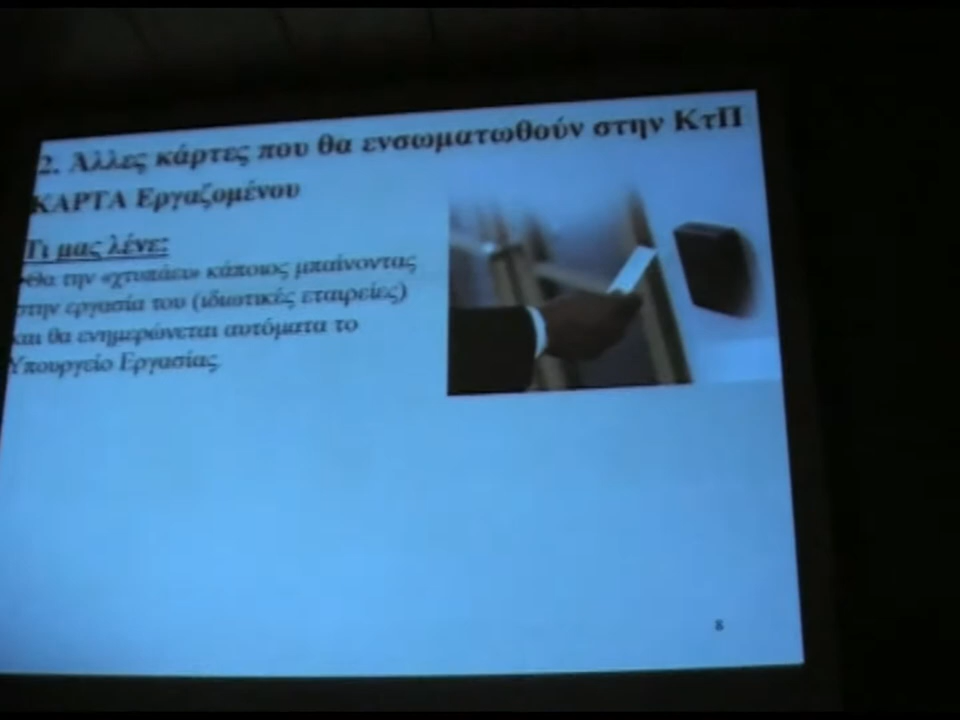 2. Άλλες κάρτες που θα ενσωματωθούν στην ΚτΠ
ΚΑΡΤΑ Εργαζομένου
Τι μας λένε:
•Θα την «χτυπάει» κάποιος μπαίνοντας
στην εργασία του (ιδιωτικές εταιρείες)
και θα ενημερώνεται αυτόματα το
Υπουργείο Εργασίας.
8